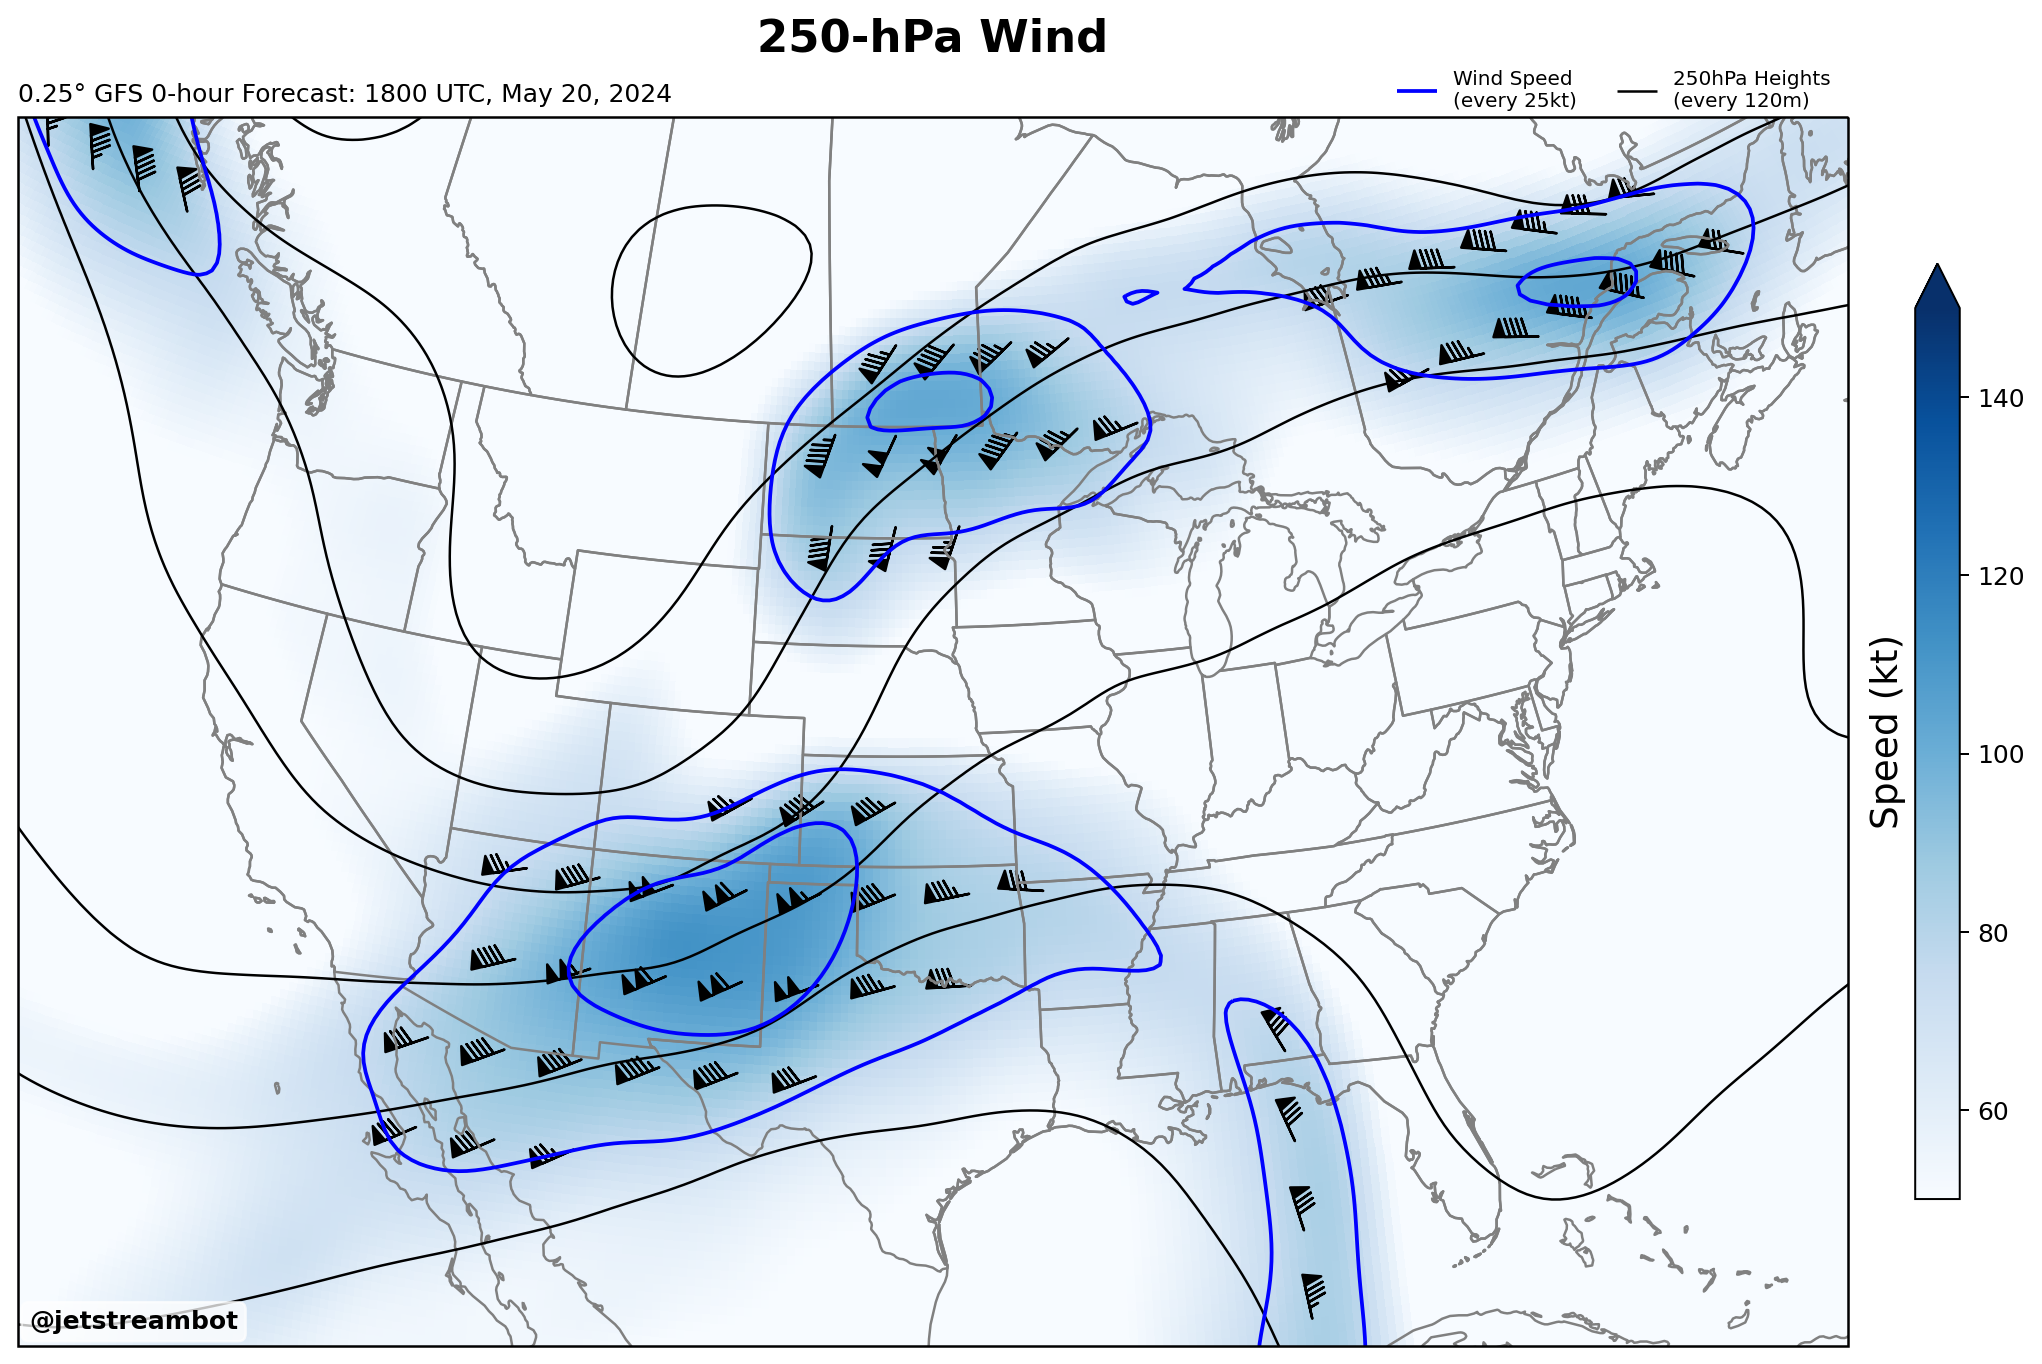 250-hPa Wind
0.25° GFS 0-hour Forecast: 1800 UTC, May 20, 2024
Wind Speed
(every 25kt)
250hPa Heights
(every 120m)
140
120
100
80
60
Speed (kt)
@jetstreambot